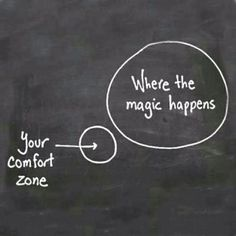 Where the
magic happens
Your
comfort
zone